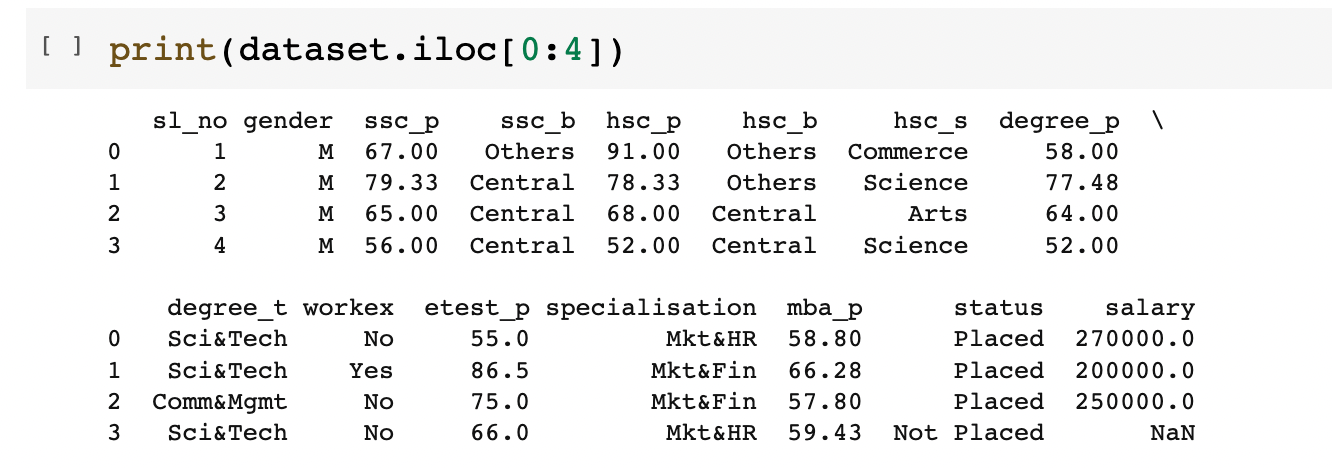 [ ] print(dataset.iloc[0:4])
sl_no gender ssc_p ssc_b hsc_p hsc_b hsc_s degree_p \
0 1 M 67.00 Others 91.00 Others Commerce 58.00
1 2 M 79.33 Central 78.33 Others Science 77.48
2 3 M 65.00 Central 68.00 Central Arts 64.00
3 4 M 56.00 Central 52.00 Central Science 52.00
degree_t workex etest_p specialisation mba_p status salary
0 Sci&Tech No 55.0 Mkt&HR 58.80 Placed 270000.0
1 Sci&Tech Yes 86.5 Mkt&Fin 66.28 Placed 200000.0
2 Comm&Mgmt No 75.0 Mkt&Fin 57.80 Placed 250000.0
3 Sci&Tech No 66.0 Mkt&HR 59.43 Not Placed NaN